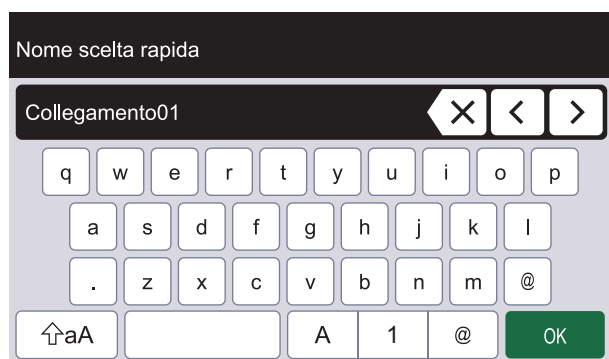 Nome scelta rapida
Collegamento01
q w e r t y u i o p
a s d f g h j k l
. z x c v b n m @
aA A 1 @ OK